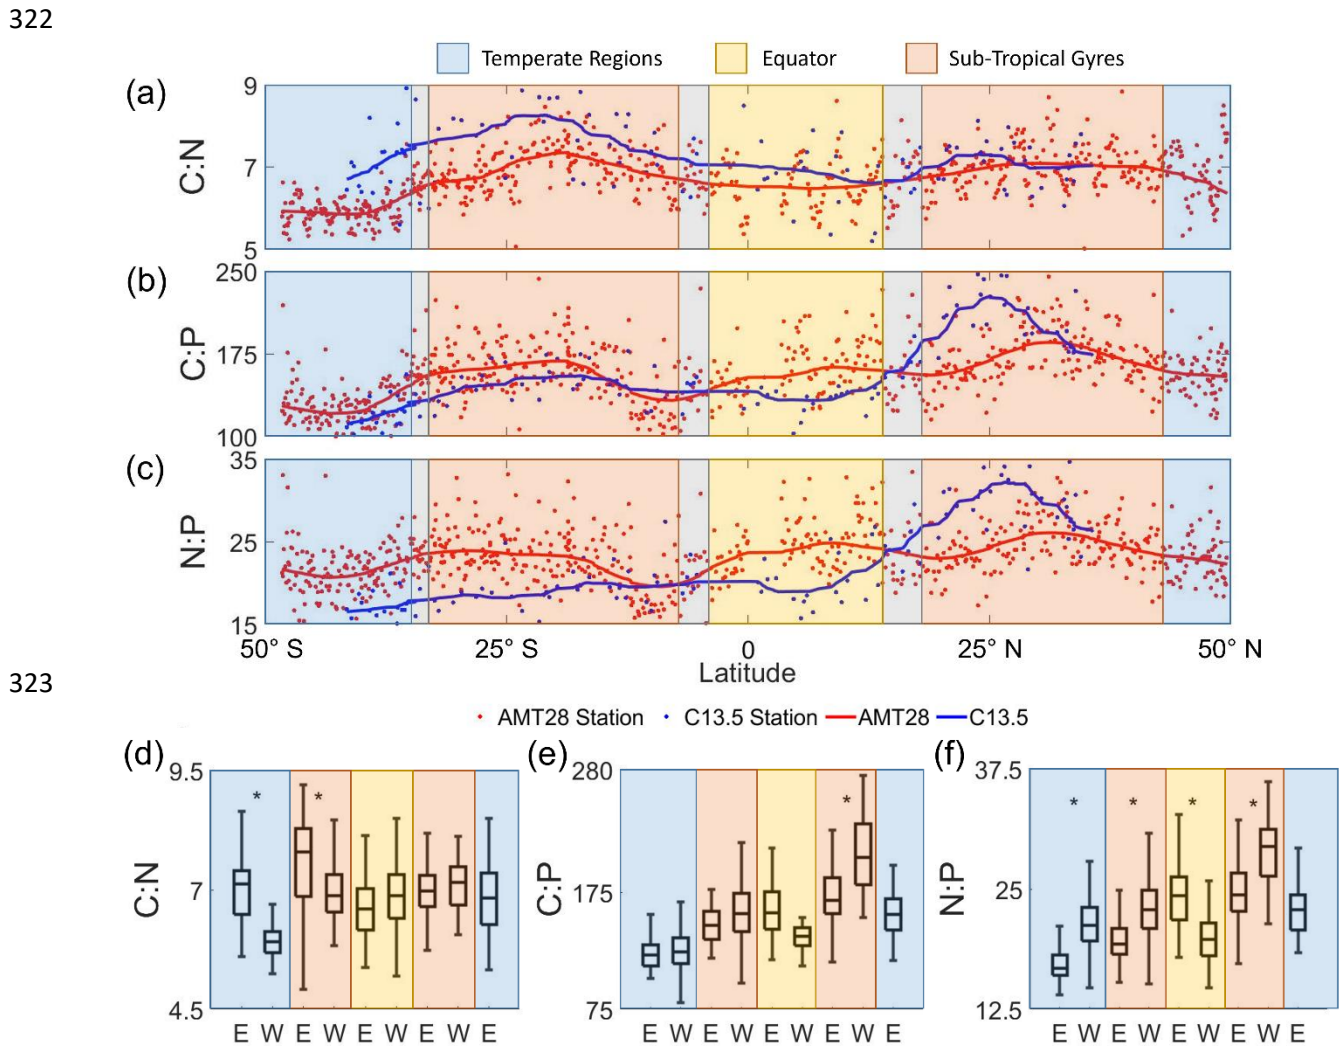 322
Temperate Regions Equator Sub-Tropical Gyres
(a)
C:N
9
7
5
(b)
C:P
250
175
100
(c)
N:P
35
25
15
50° S 25° S 0 25° N 50° N
Latitude
323
AMT28 Station C13.5 Station AMT28 C13.5
(d)
C:N
9.5
7
4.5
* *
E W E W E W E W E
(e)
C:P
280
175
75
*
E W E W E W E W E
(f)
N:P
37.5
25
12.5
* * * *
E W E W E W E W E